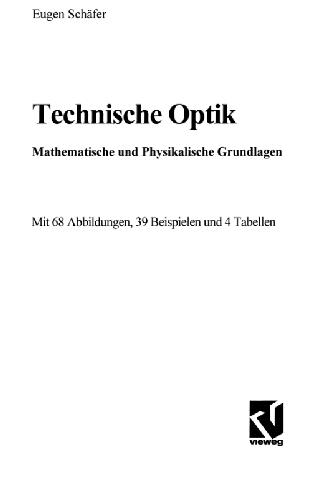 Eugen Schäfer
Technische Optik
Mathematische und Physikalische Grundlagen
Mit 68 Abbildungen, 39 Beispielen und 4 Tabellen
vieweg